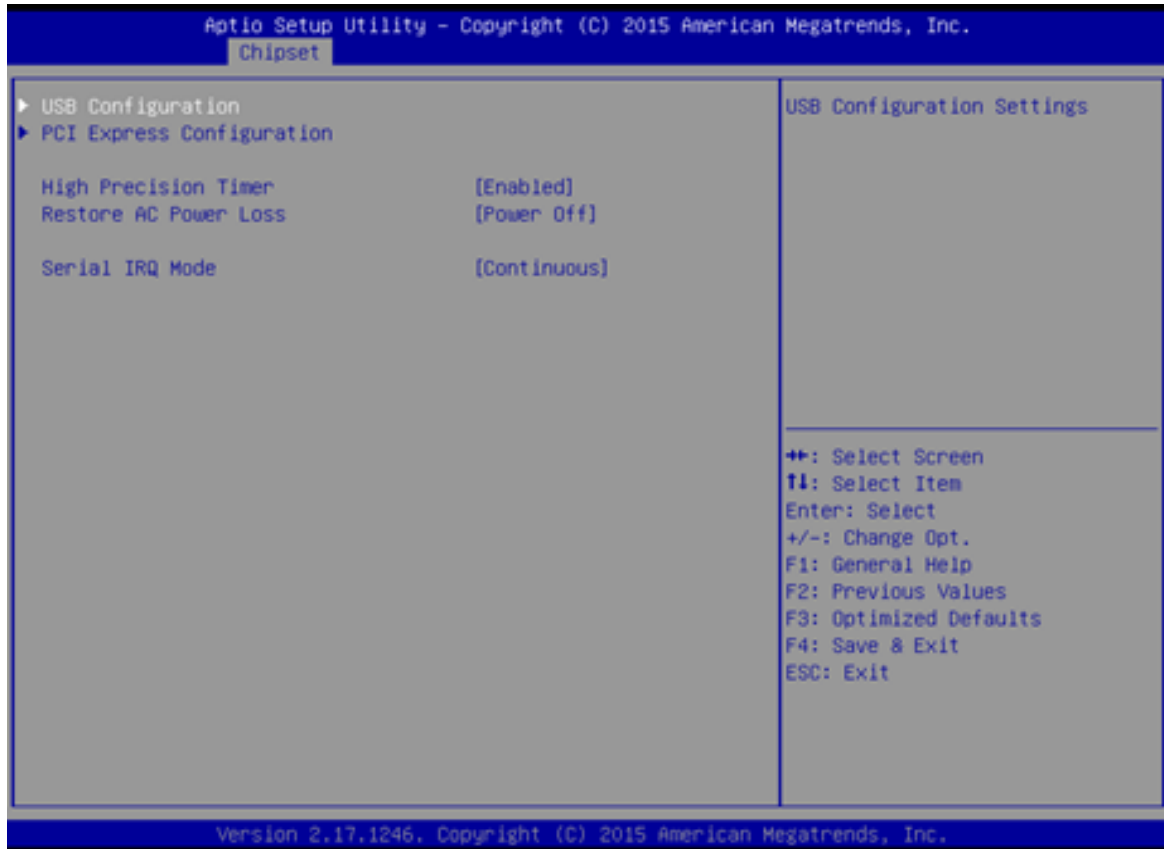 Aptio Setup Utility – Copyright (C) 2015 American Megatrends, Inc.
Chipset
USB Configuration
PCI Express Configuration
High Precision Timer [Enabled]
Restore AC Power Loss [Power Off]
Serial IRQ Mode [Continuous]
USB Configuration Settings
→←: Select Screen
↑↓: Select Item
Enter: Select
+/-: Change Opt.
F1: General Help
F2: Previous Values
F3: Optimized Defaults
F4: Save & Exit
ESC: Exit
Version 2.17.1246. Copyright (C) 2015 American Megatrends, Inc.